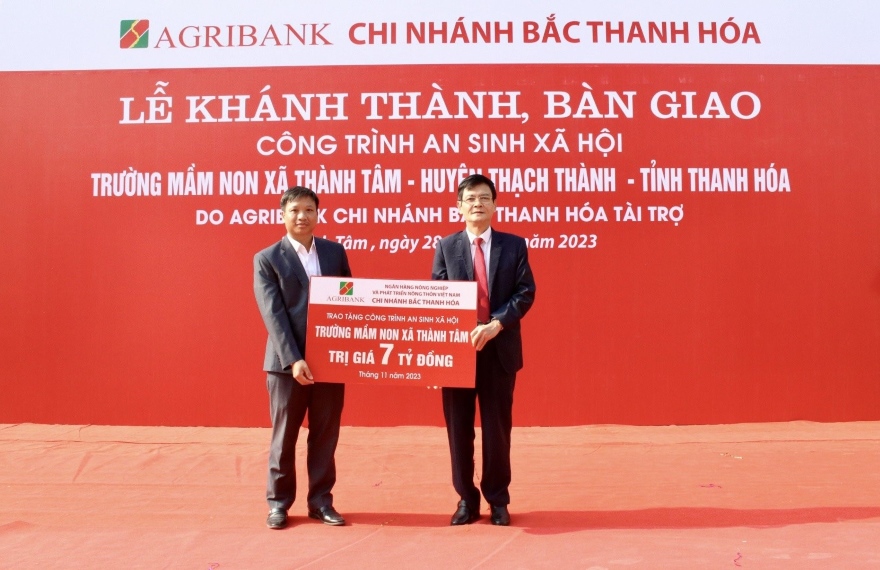 AGRIBANK CHI NHÁNH BẮC THANH HÓA
LỄ KHÁNH THÀNH, BÀN GIAO
CÔNG TRÌNH AN SINH XÃ HỘI
TRƯỜNG MẦM NON XÃ THÀNH TÂM - HUYỆN THẠCH THÀNH - TỈNH THANH HÓA
DO AGRIBANK CHI NHÁNH BẮC THANH HÓA TÀI TRỢ
Tâm, ngày 28 năm 2023
AGRIBANK
NGÂN HÀNG NÔNG NGHIỆP
VÀ PHÁT TRIỂN NÔNG THÔN VIỆT NAM
CHI NHÁNH BẮC THANH HÓA
TRAO TẶNG CÔNG TRÌNH AN SINH XÃ HỘI
TRƯỜNG MẦM NON XÃ THÀNH TÂM
TRỊ GIÁ 7 TỶ ĐỒNG
Tháng 11 năm 2023